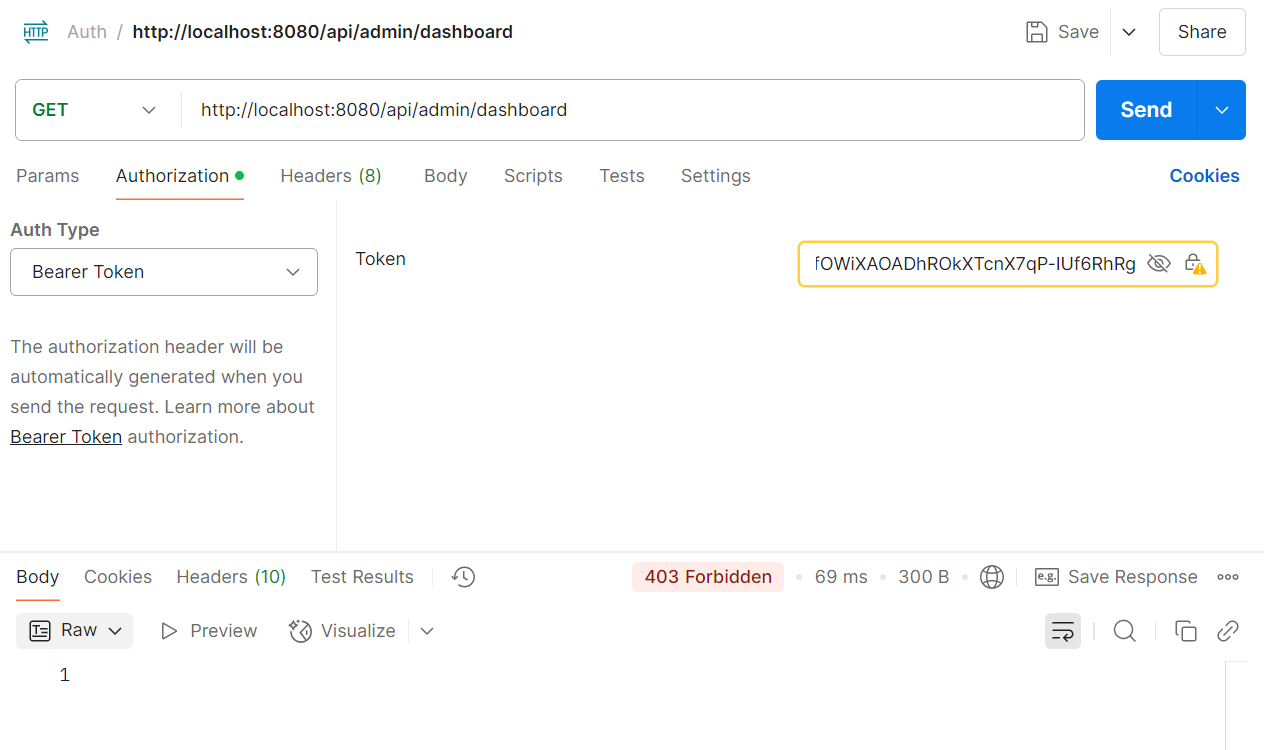 HTTP Auth / http://localhost:8080/api/admin/dashboard Save Share
GET http://localhost:8080/api/admin/dashboard Send
Params Authorization Headers (8) Body Scripts Tests Settings Cookies
Auth Type
Bearer Token
Token fOWiXAOADhROkXTcnX7qP-IUf6RhRg
The authorization header will be
automatically generated when you
send the request. Learn more about
Bearer Token authorization.
Body Cookies Headers (10) Test Results 403 Forbidden 69 ms 300 B e.g. Save Response
Raw Preview Visualize
1